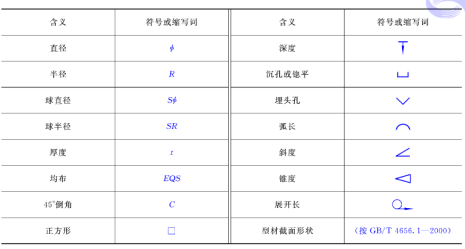 含义 符号或缩写词 含义 符号或缩写词
直径 ϕ 深度 ↧
半径 R 沉孔或锪平 ⌴
球直径 Sϕ 埋头孔 ⌵
球半径 SR 弧长 ⌒
厚度 t 斜度 ∠
均布 EQS 锥度 ⌲
45°倒角 C 展开长
正方形 □ 型材截面形状 (按 GB/T 4656.1—2000)